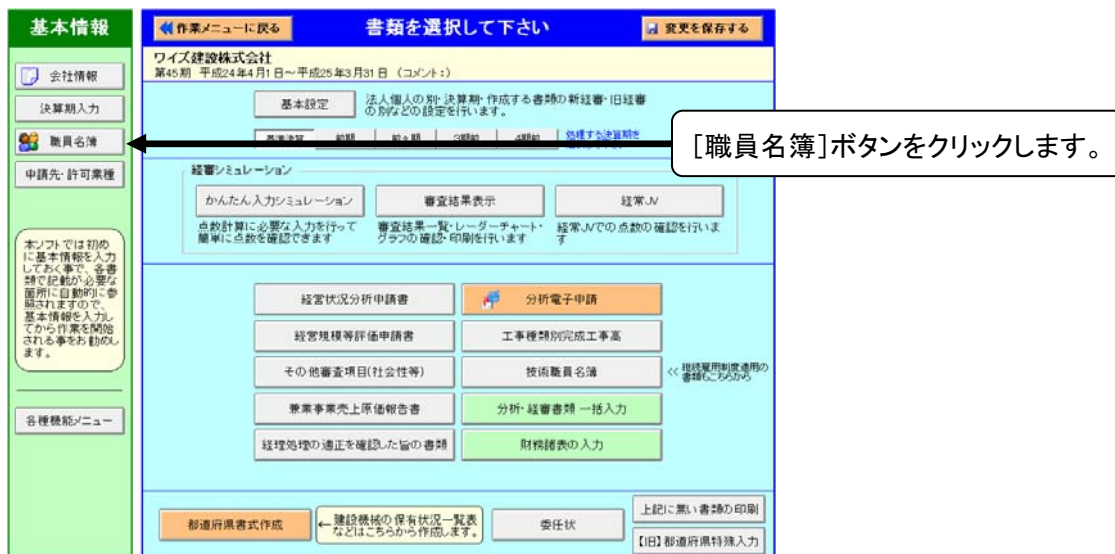 基本情報
会社情報
決算期入力
職員名簿
申請先・許可業種
本ソフトでは初め
に基本情報を入力
しておく事で、各書
類で記載が必要な
箇所に自動的に参
照されますので、
基本情報を入力し
てから作業を開始
される事をお勧めし
ます。
各種機能メニュー
作業メニューに戻る
書類を選択して下さい
変更を保存する
ワイズ建設株式会社
第45期 平成24年4月1日～平成25年3月31日 (コメント:)
基本設定
法人個人の別・決算期・作成する書類の新経審・旧経審
の別などの設定を行います。
基準決算 前期 前々期 3期前 4期前
処理する決算期を
[職員名簿]ボタンをクリックします。
経審シミュレーション
かんたん入力シミュレーション
審査結果表示
経常JV
点数計算に必要な入力を行って
簡単に点数を確認できます
審査結果一覧・レーダーチャート・
グラフの確認・印刷を行います
経常JVでの点数の確認を行いま
す
経営状況分析申請書
分析電子申請
経営規模等評価申請書
工事種類別完成工事高
その他審査項目(社会性等)
技術職員名簿
<< 継続雇用制度適用の
書類もこちらから
兼業事業売上原価報告書
分析・経審書類 一括入力
経理処理の適正を確認した旨の書類
財務諸表の入力
都道府県書式作成
←建設機械の保有状況一覧表
などはこちらから作成します。
委任状
上記に無い書類の印刷
【旧】都道府県特殊入力